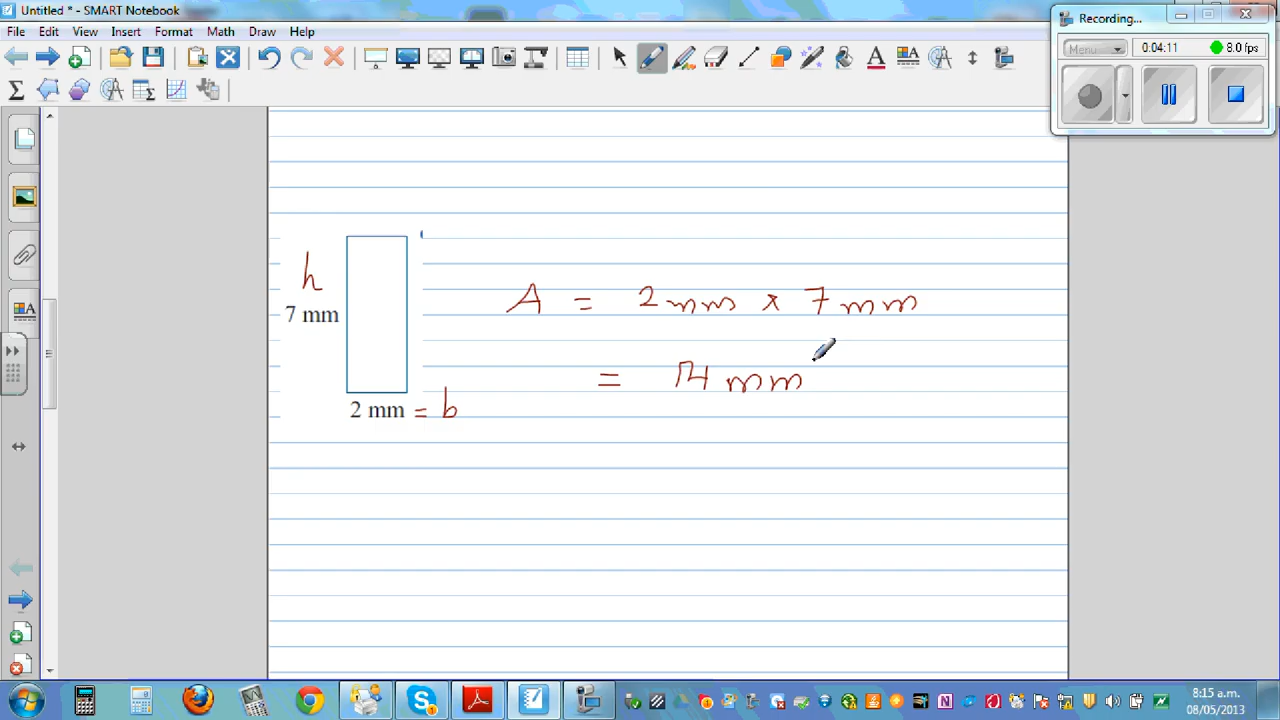 Untitled * - SMART Notebook
File Edit View Insert Format Math Draw Help
Recording...
Menu
0:04:11
8.0 fps
h
7 mm
2 mm = b
A = 2 mm x 7 mm
= 14 mm
8:15 a.m.
08/05/2013